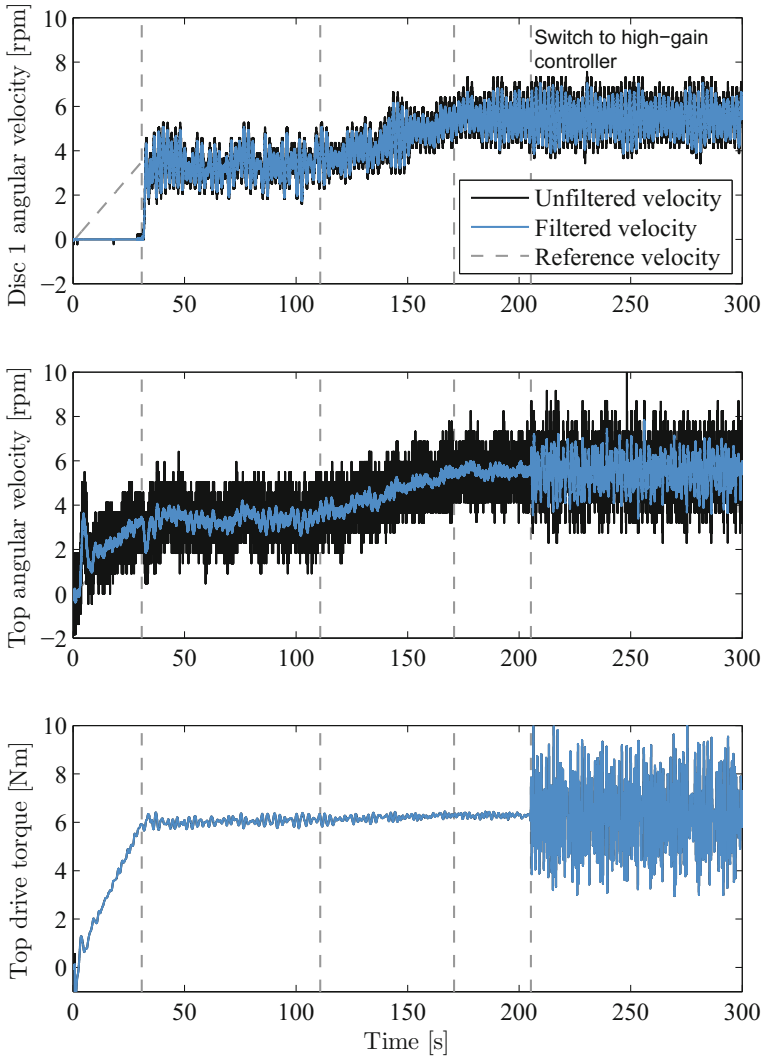 Disc 1 angular velocity [rpm]
10
8
6
4
2
0
−2
Switch to high−gain
controller
Unfiltered velocity
Filtered velocity
Reference velocity
0 50 100 150 200 250 300
Top angular velocity [rpm]
10
8
6
4
2
0
−2
0 50 100 150 200 250 300
Top drive torque [Nm]
10
8
6
4
2
0
0 50 100 150 200 250 300
Time [s]